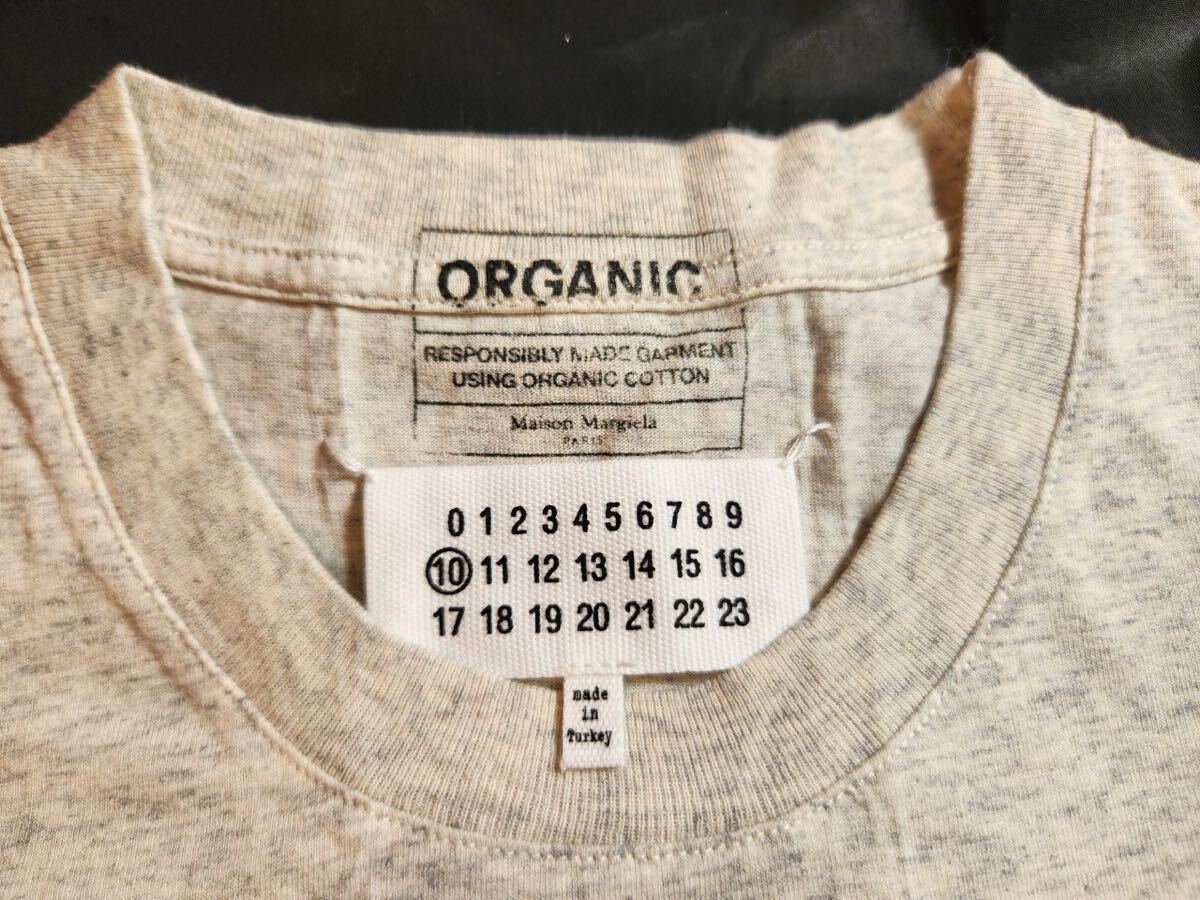 ORGANIC
RESPONSIBLY MADE GARMENT
USING ORGANIC COTTON
Maison Margiela
PARIS
0 1 2 3 4 5 6 7 8 9
10 11 12 13 14 15 16
17 18 19 20 21 22 23
made
in
Turkey